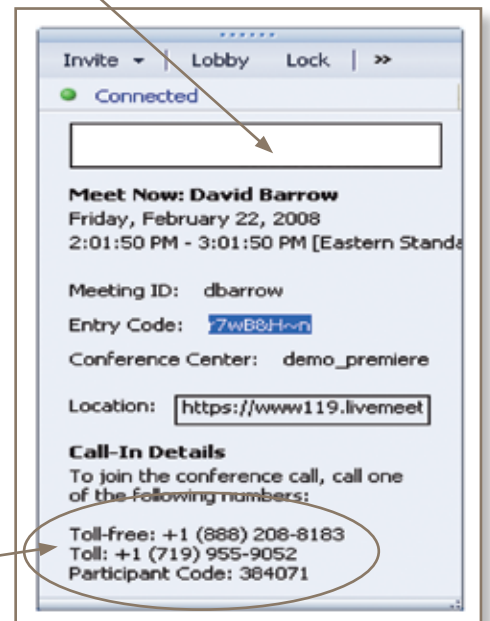 Invite Lobby Lock »
Connected
Meet Now: David Barrow
Friday, February 22, 2008
2:01:50 PM - 3:01:50 PM [Eastern Standa
Meeting ID: dbarrow
Entry Code: r7wB&H~n
Conference Center: demo_premiere
Location: https://www119.livemeet
Call-In Details
To join the conference call, call one
of the following numbers:
Toll-free: +1 (888) 208-8183
Toll: +1 (719) 955-9052
Participant Code: 384071